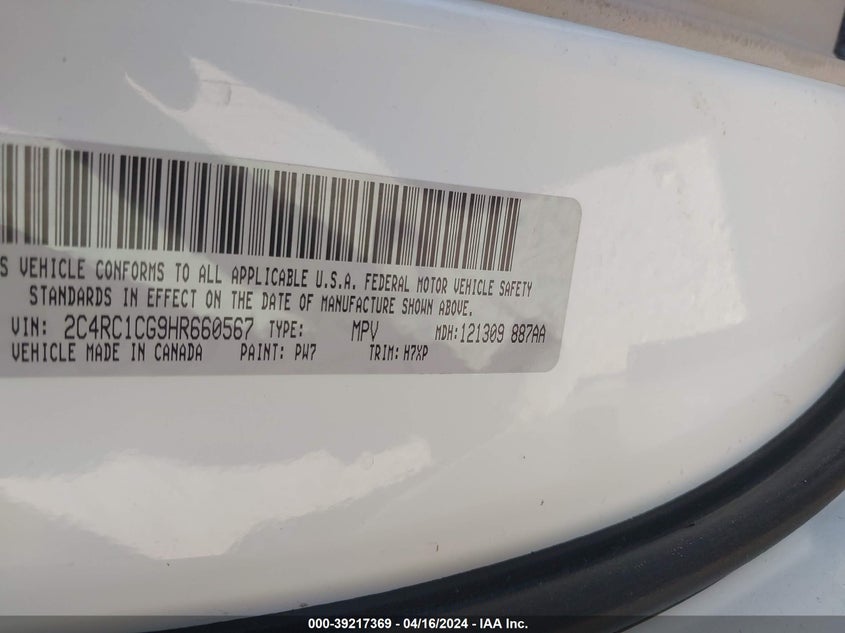 S VEHICLE CONFORMS TO ALL APPLICABLE U.S.A. FEDERAL MOTOR VEHICLE SAFETY
STANDARDS IN EFFECT ON THE DATE OF MANUFACTURE SHOWN ABOVE.
VIN: 2C4RC1CG9HR660567 TYPE: MPV MDH: 121309 887AA
VEHICLE MADE IN CANADA PAINT: PW7 TRIM: H7XP
000-39217369 - 04/16/2024 - IAA Inc.